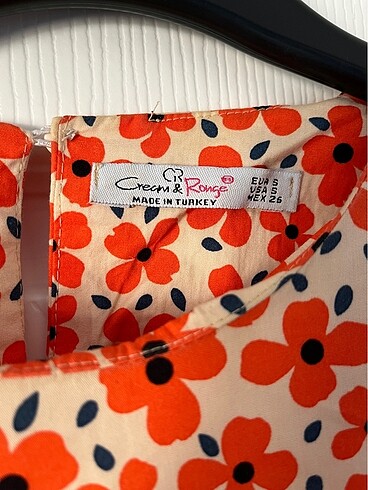 CR
Cream & Rouge
MADE IN TURKEY
EUR S
USA S
MEX 26